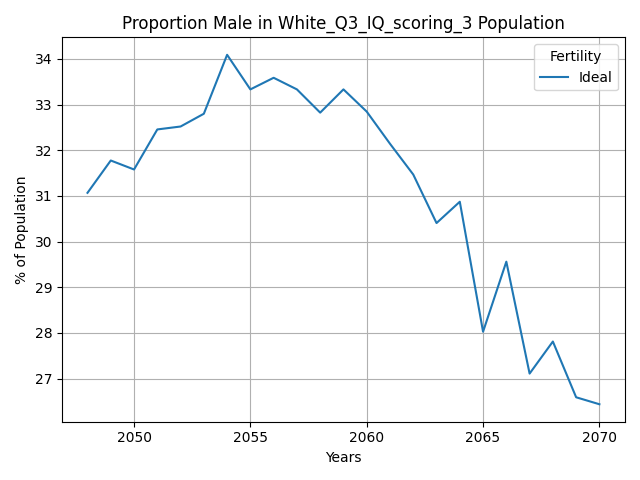 Proportion Male in White_Q3_IQ_scoring_3 Population
Fertility
Ideal
% of Population
34
33
32
31
30
29
28
27
2050
2055
2060
2065
2070
Years